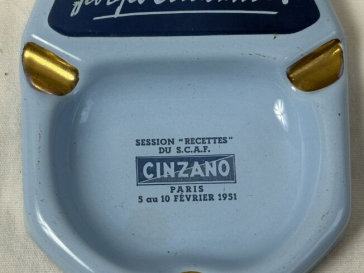 SESSION "RECETTES"
DU S.C.A.F.
CINZANO
PARIS
5 au 10 FÉVRIER 1951